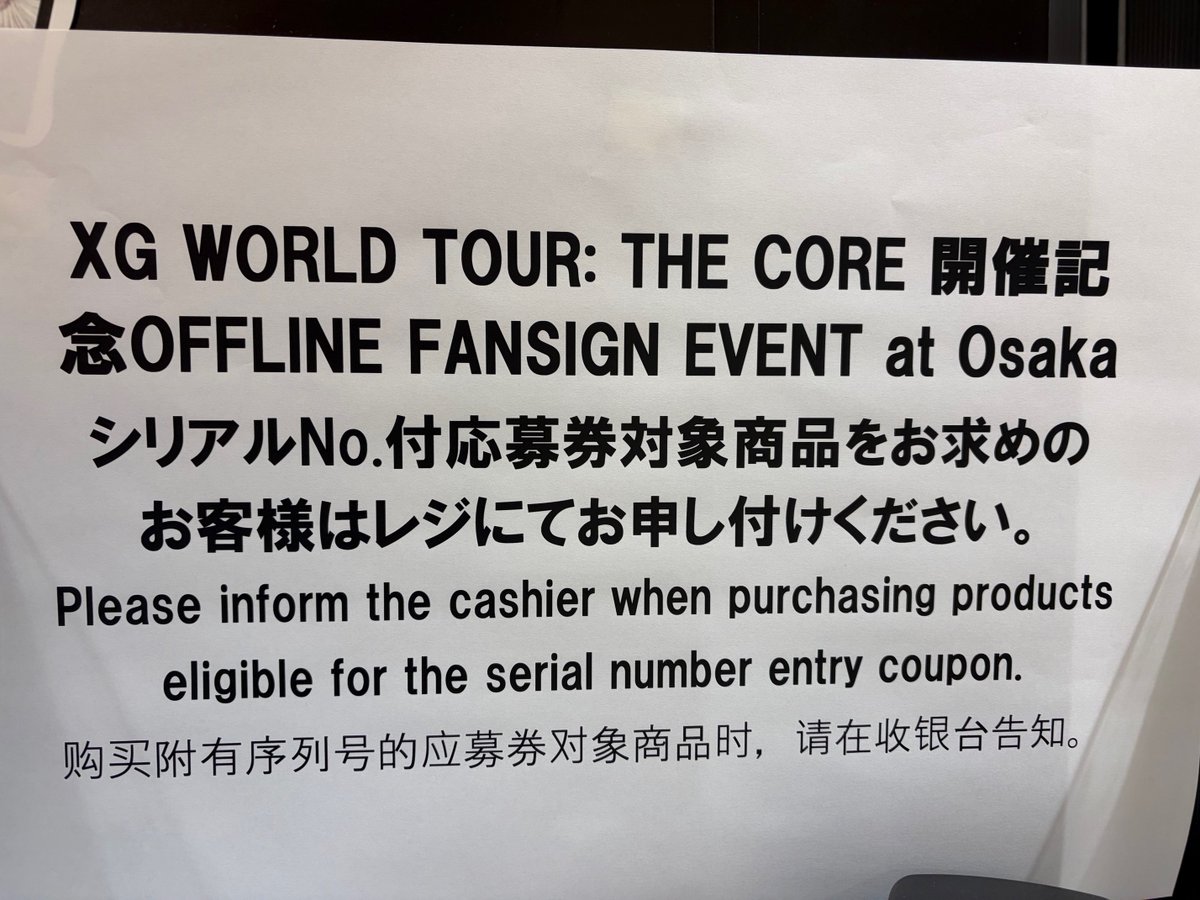 XG WORLD TOUR: THE CORE 開催記
念OFFLINE FANSIGN EVENT at Osaka
シリアルNo.付応募券対象商品をお求めの
お客様はレジにてお申し付けください。
Please inform the cashier when purchasing products
eligible for the serial number entry coupon.
购买附有序列号的应募券对象商品时，请在收银台告知。